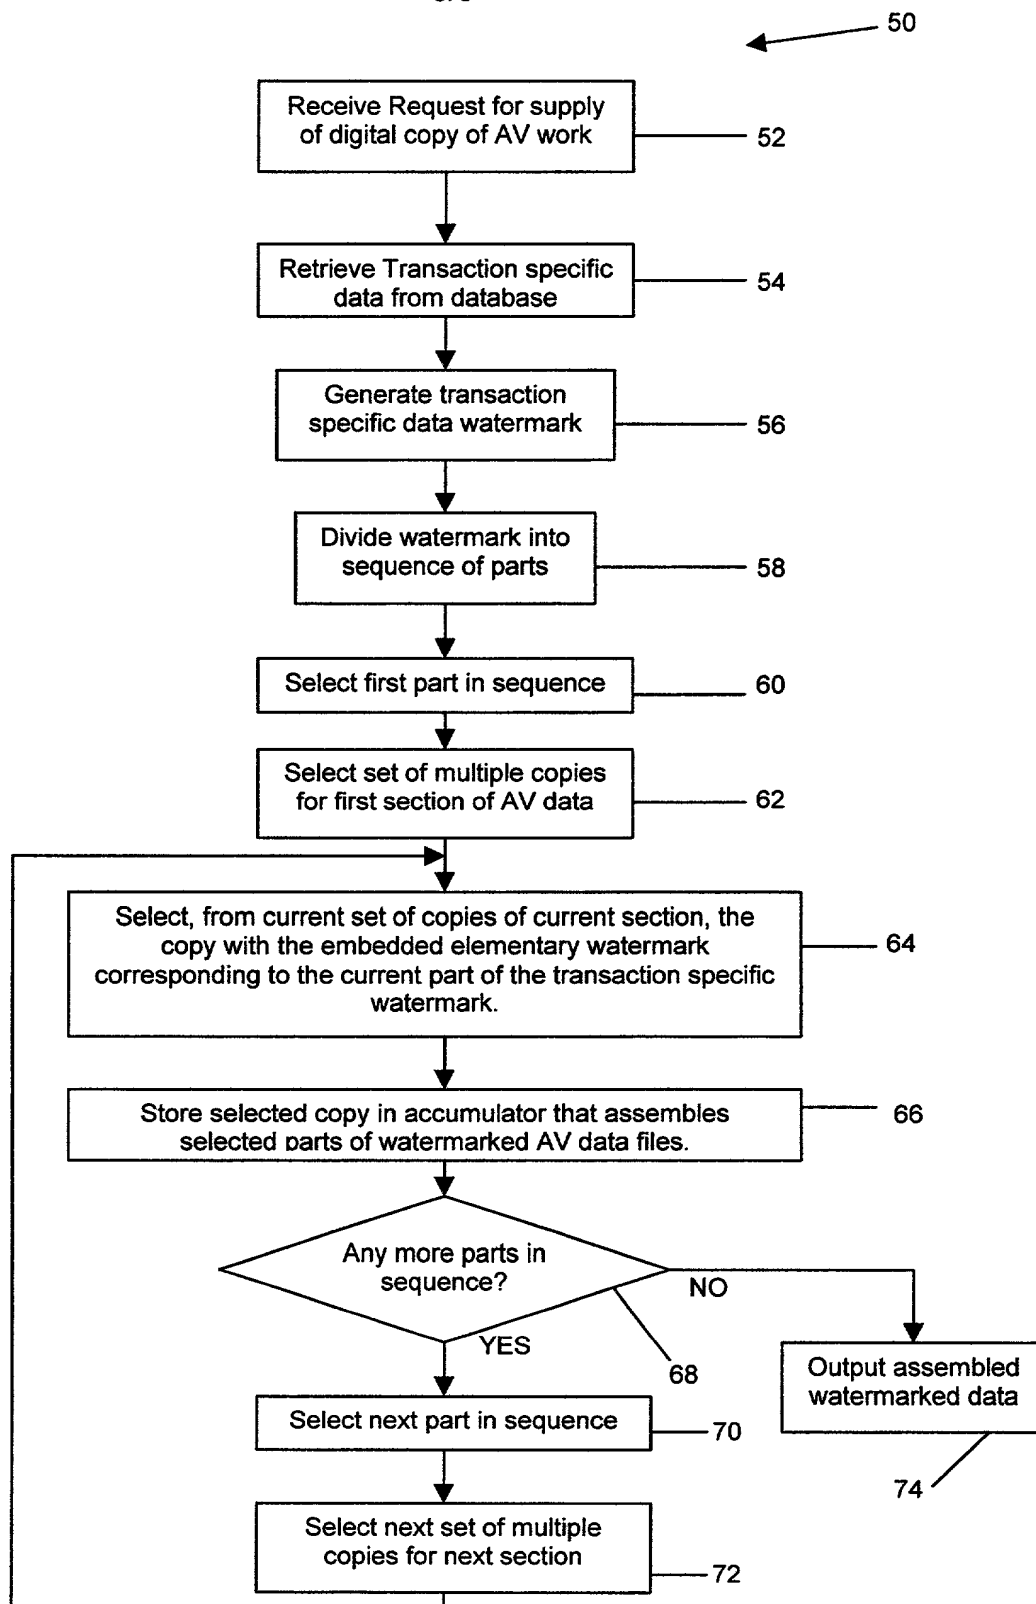 50
Receive Request for supply
of digital copy of AV work
52
Retrieve Transaction specific
data from database
54
Generate transaction
specific data watermark
56
Divide watermark into
sequence of parts
58
Select first part in sequence
60
Select set of multiple copies
for first section of AV data
62
Select, from current set of copies of current section, the
copy with the embedded elementary watermark
corresponding to the current part of the transaction specific
watermark.
64
Store selected copy in accumulator that assembles
selected parts of watermarked AV data files.
66
Any more parts in
sequence?
NO
YES
68
Output assembled
watermarked data
74
Select next part in sequence
70
Select next set of multiple
copies for next section
72